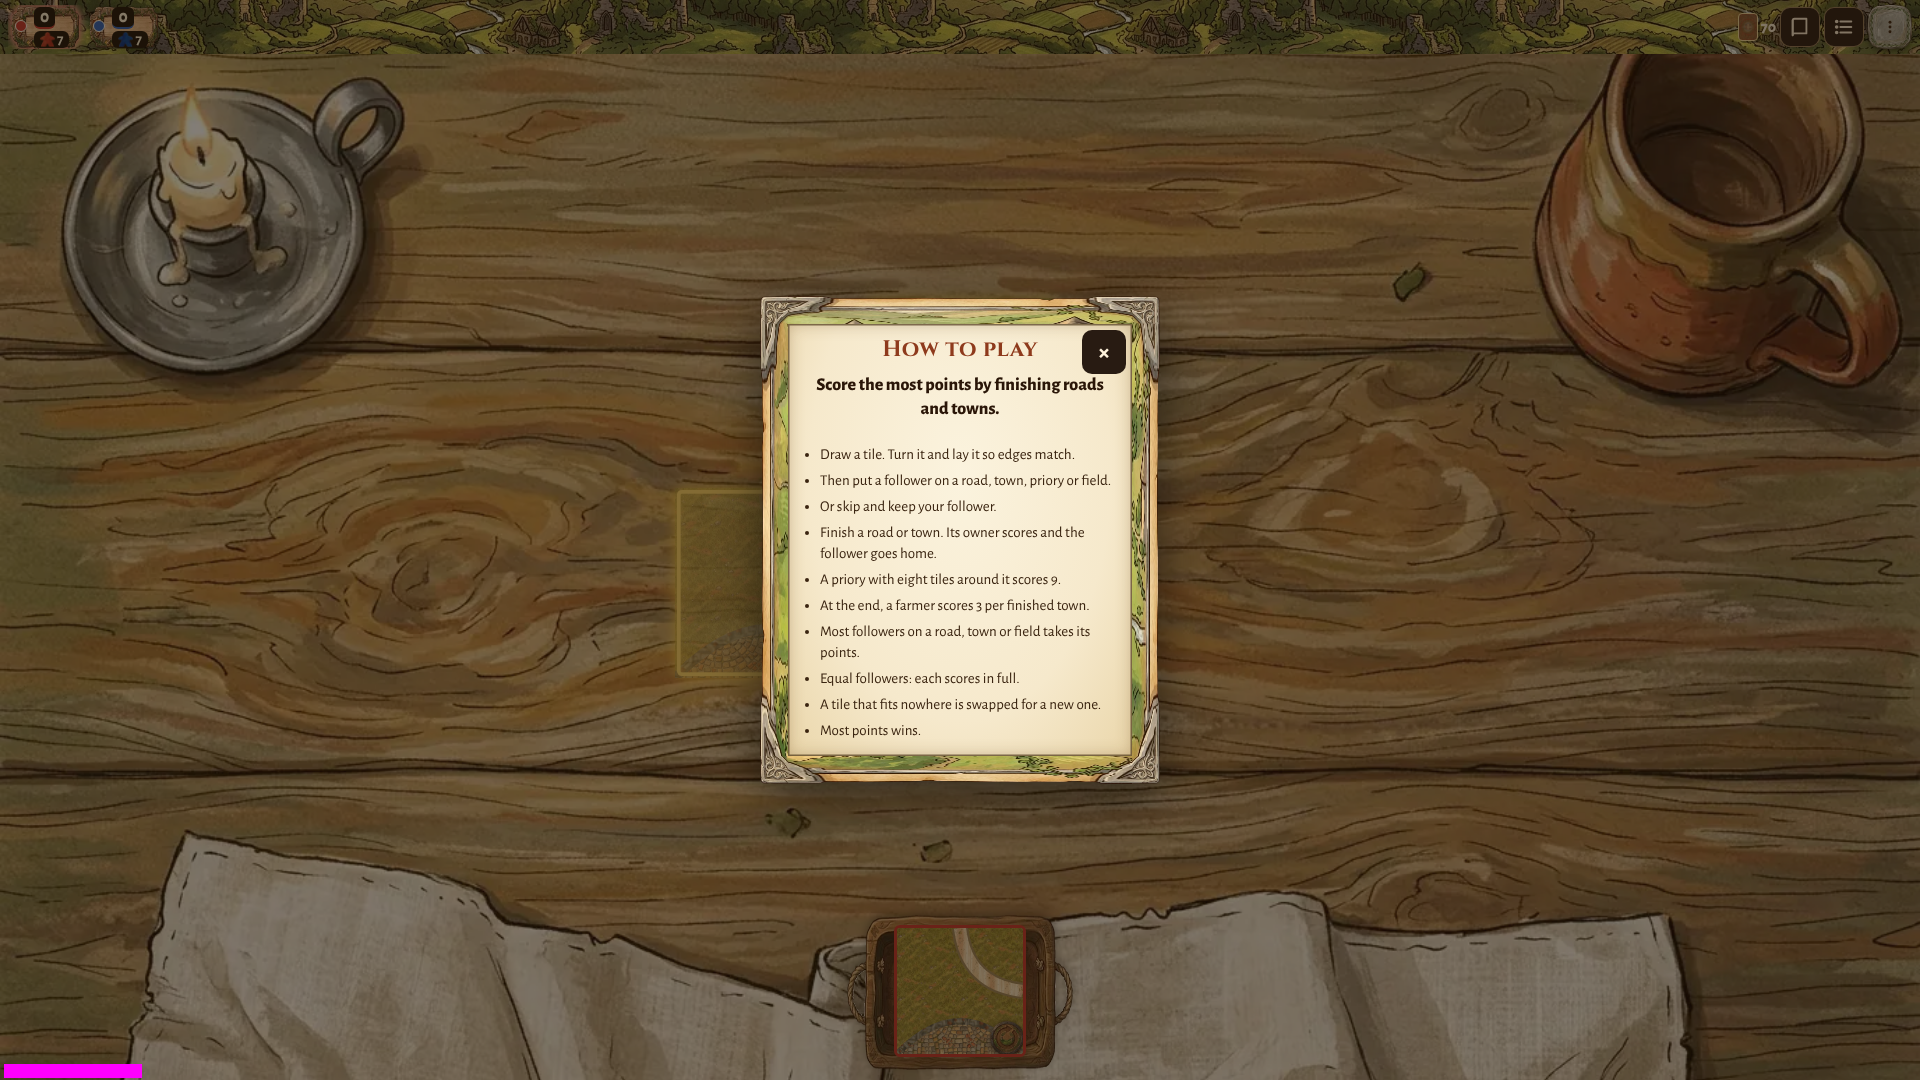 0
7
0
7
70
How to play
Score the most points by finishing roads
and towns.
• Draw a tile. Turn it and lay it so edges match.
• Then put a follower on a road, town, priory or field.
• Or skip and keep your follower.
• Finish a road or town. Its owner scores and the
follower goes home.
• A priory with eight tiles around it scores 9.
• At the end, a farmer scores 3 per finished town.
• Most followers on a road, town or field takes its
points.
• Equal followers: each scores in full.
• A tile that fits nowhere is swapped for a new one.
• Most points wins.